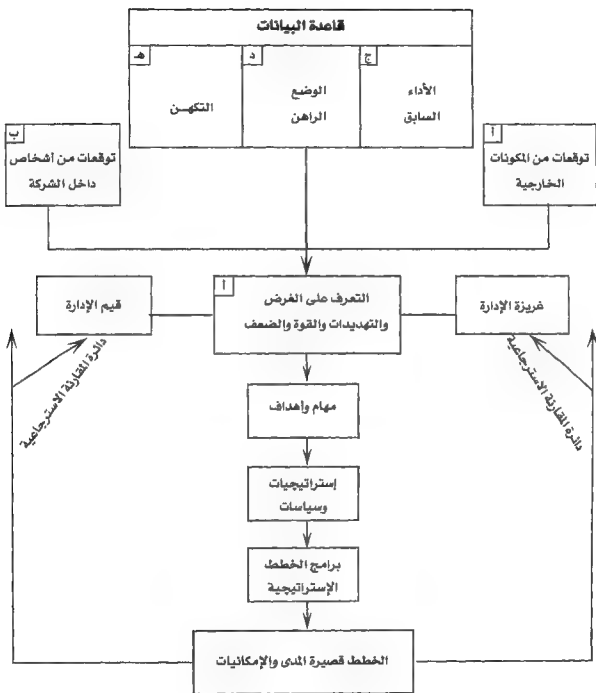 قاعدة البيانات
ج
الأداء
السابق
د
الوضع
الراهن
هـ
التكهـن
أ
توقعات من المكونات
الخارجية
ب
توقعات من أشخاص
داخل الشركة
غريزة الإدارة
أ
التعرف على الغرض
والتهديدات والقوة والضعف
قيم الإدارة
دائرة المقارنة الاسترجاعية
دائرة المقارنة الاسترجاعية
مهام وأهداف
إستراتيجيات
وسياسات
برامج الخطط
الإستراتيجية
الخطط قصيرة المدى والإمكانيات